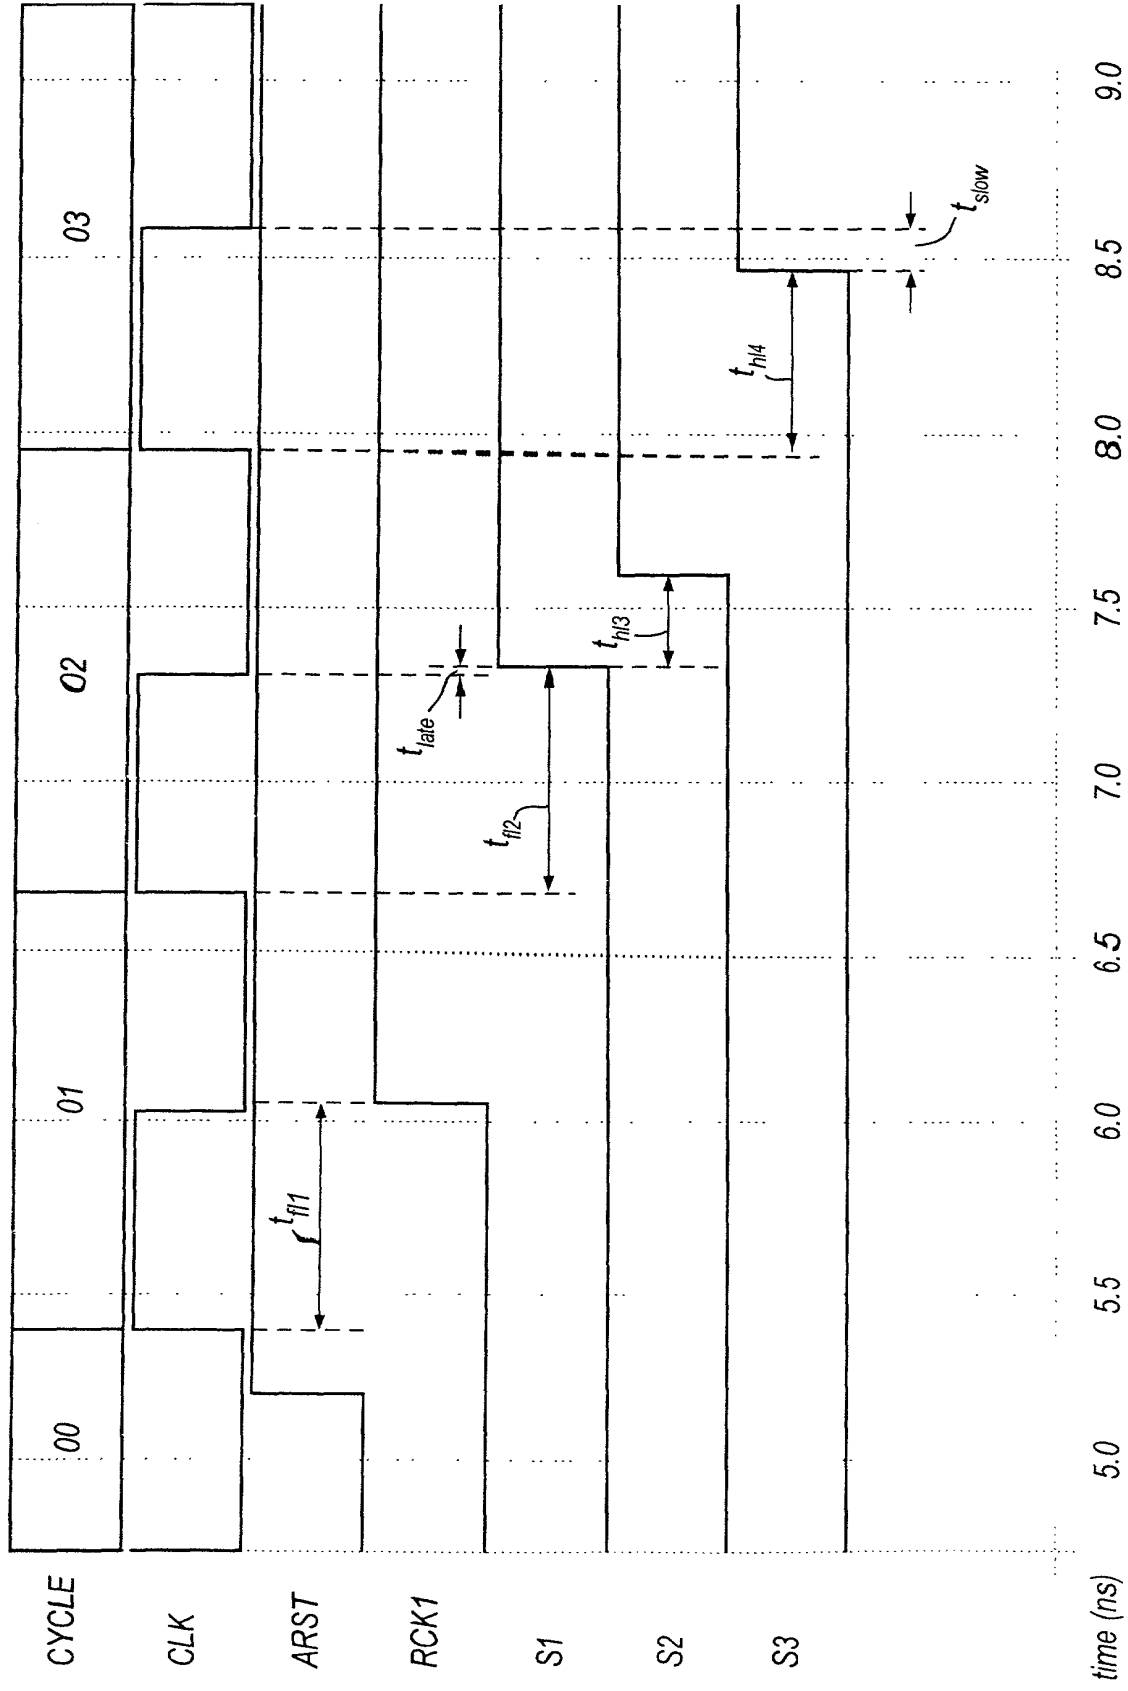 CYCLE 00 01 02 03
CLK
ARST t_fl1
RCK1 t_late
S1 t_fl2
S2 t_hl3
S3 t_hl4
t_slow
time (ns) 5.0 5.5 6.0 6.5 7.0 7.5 8.0 8.5 9.0